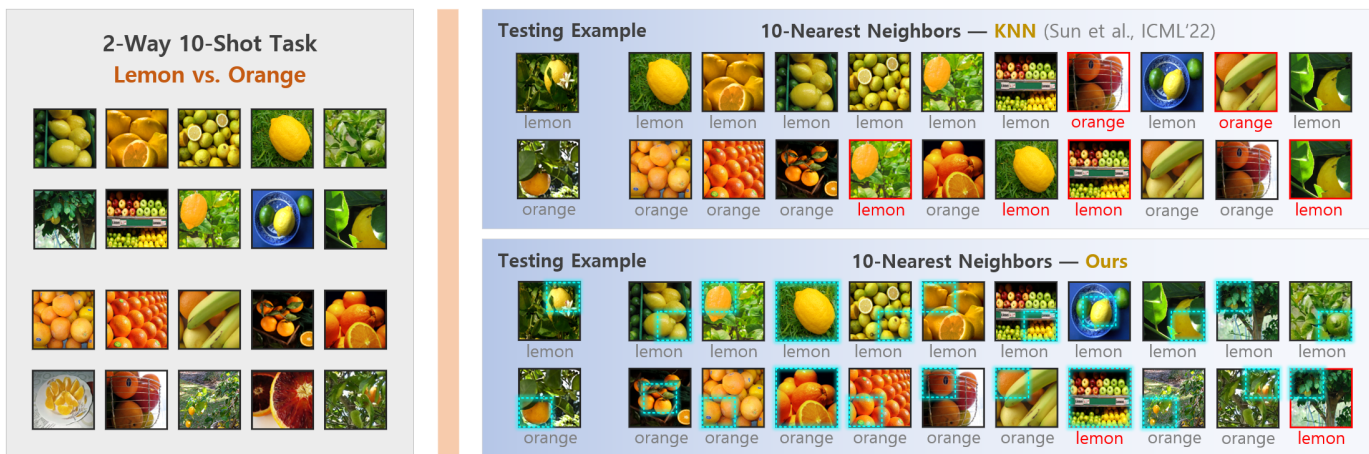 2-Way 10-Shot Task
Lemon vs. Orange
Testing Example 10-Nearest Neighbors — KNN (Sun et al., ICML'22)
lemon lemon lemon lemon lemon lemon lemon orange lemon orange lemon
orange orange orange orange lemon orange lemon lemon orange orange lemon
Testing Example 10-Nearest Neighbors — Ours
lemon lemon lemon lemon lemon lemon lemon lemon lemon lemon lemon
orange orange orange orange orange orange orange lemon orange orange lemon